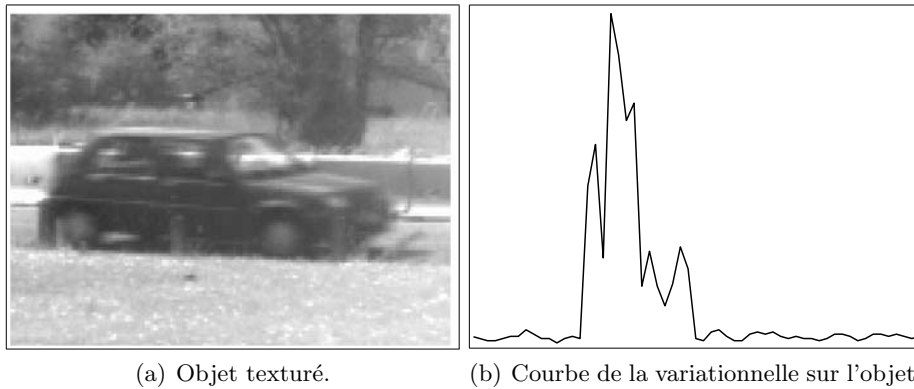 (a) Objet texturé.
(b) Courbe de la variationnelle sur l'objet